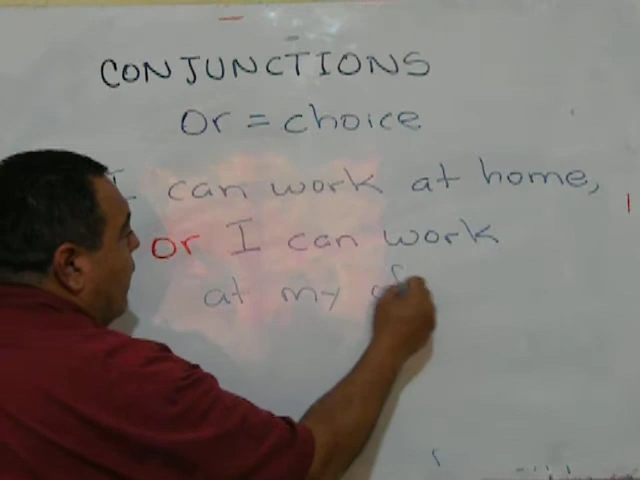 CONJUNCTIONS
Or = choice
I can work at home,
or I can work
at my of